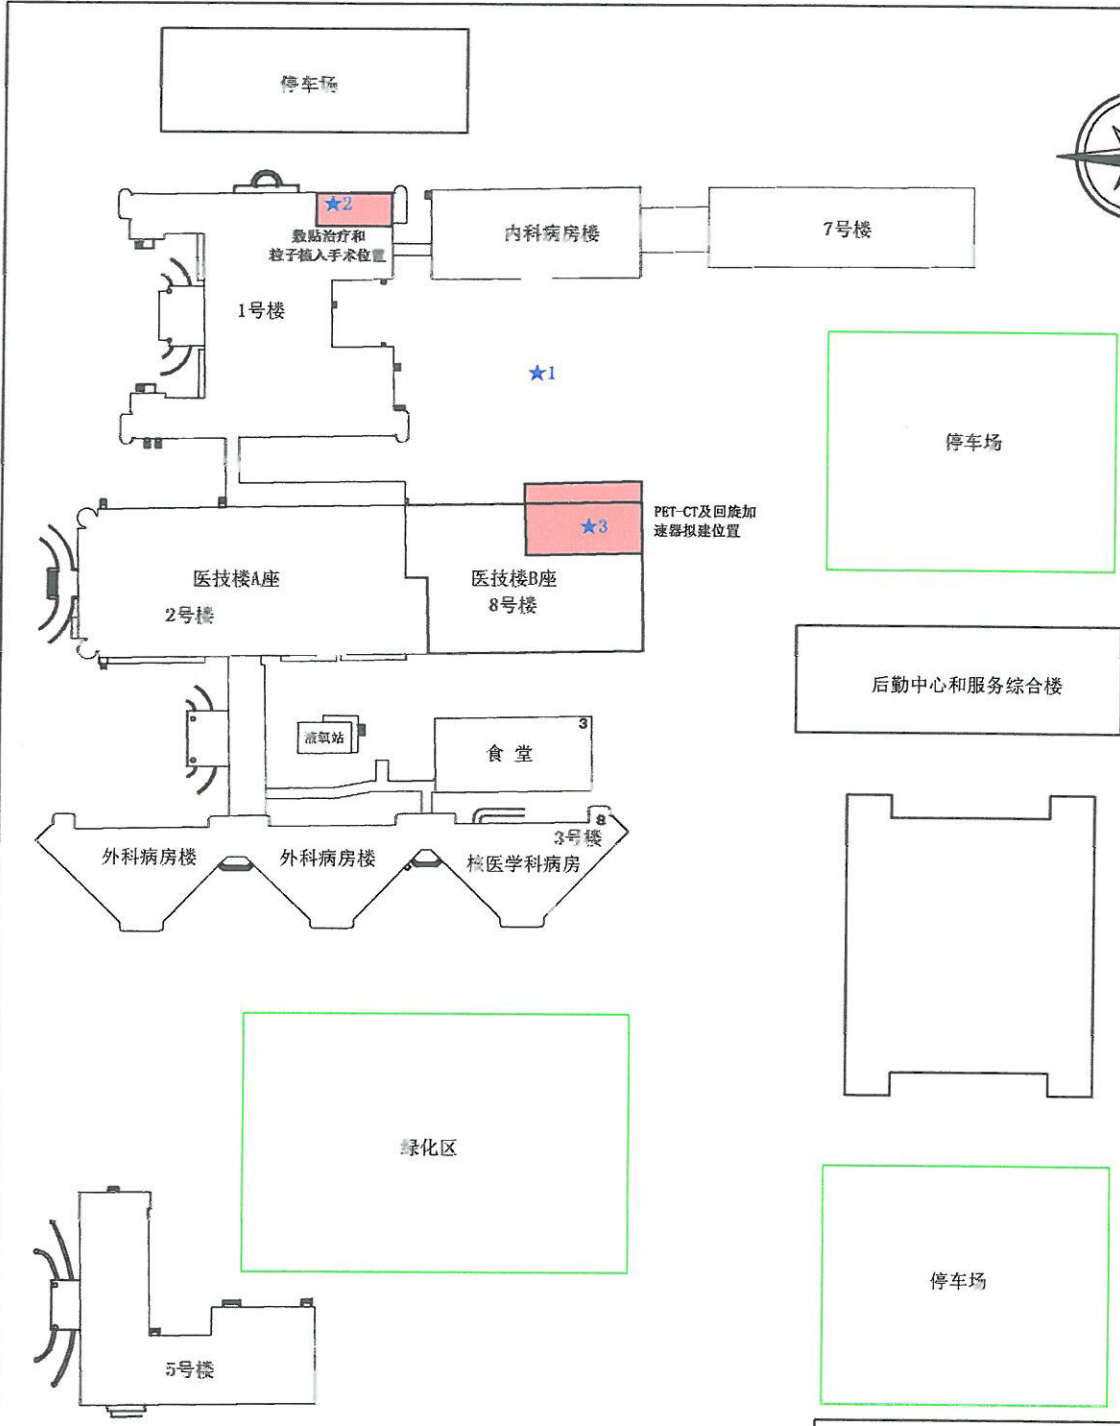 停车场
★2
敷贴治疗和
粒子植入手术位置
内科病房楼
7号楼
1号楼
★1
停车场
★3
PET-CT及回旋加
速器拟建位置
医技楼A座
2号楼
医技楼B座
8号楼
后勤中心和服务综合楼
液氧站
食 堂
3
8
3号楼
外科病房楼
外科病房楼
核医学科病房
绿化区
停车场
5号楼